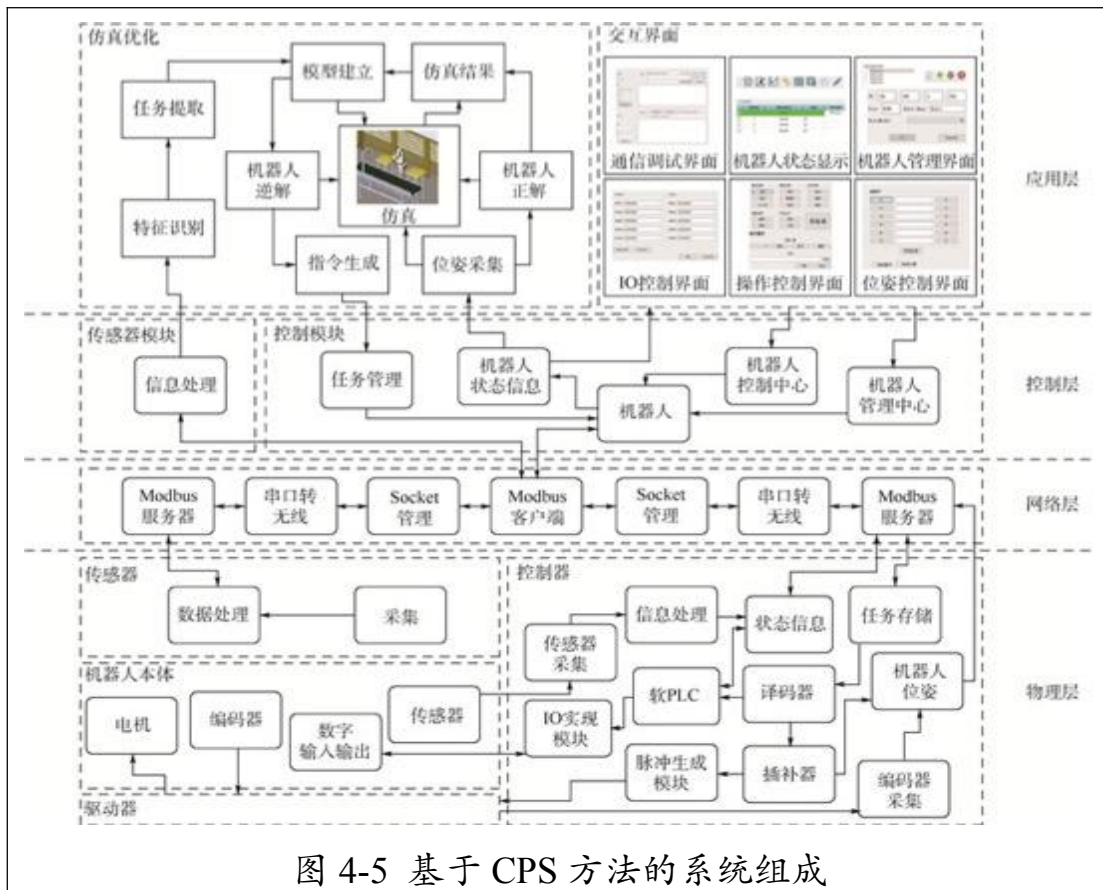 仿真优化
模型建立
仿真结果
任务提取
机器人
逆解
机器人
正解
仿真
特征识别
指令生成
位姿采集
交互界面
通信调试界面
机器人状态显示
机器人管理界面
IO控制界面
操作控制界面
位姿控制界面
应用层
传感器模块
信息处理
控制模块
任务管理
机器人
状态信息
机器人
机器人
控制中心
机器人
管理中心
控制层
Modbus
服务器
串口转
无线
Socket
管理
Modbus
客户端
Socket
管理
串口转
无线
Modbus
服务器
网络层
传感器
数据处理
采集
机器人本体
电机
编码器
数字
输入输出
传感器
驱动器
控制器
传感器
采集
信息处理
状态信息
任务存储
IO实现
模块
软PLC
译码器
机器人
位姿
脉冲生成
模块
插补器
编码器
采集
物理层
图 4-5 基于 CPS 方法的系统组成